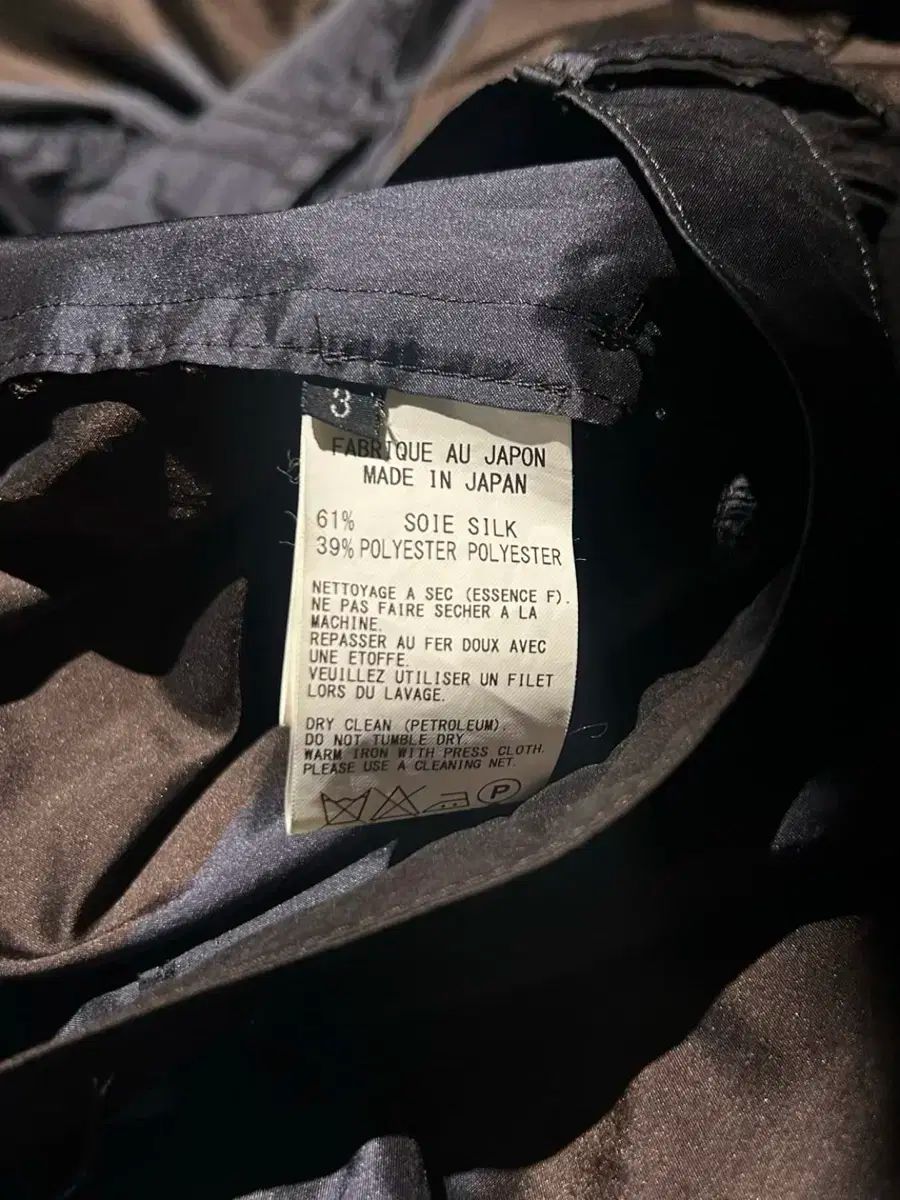 3
FABRIQUE AU JAPON
MADE IN JAPAN
61% SOIE SILK
39% POLYESTER POLYESTER
NETTOYAGE A SEC (ESSENCE F).
NE PAS FAIRE SECHER A LA
MACHINE.
REPASSER AU FER DOUX AVEC
UNE ETOFFE.
VEUILLEZ UTILISER UN FILET
LORS DU LAVAGE.
DRY CLEAN (PETROLEUM).
DO NOT TUMBLE DRY.
WARM IRON WITH PRESS CLOTH.
PLEASE USE A CLEANING NET.
P